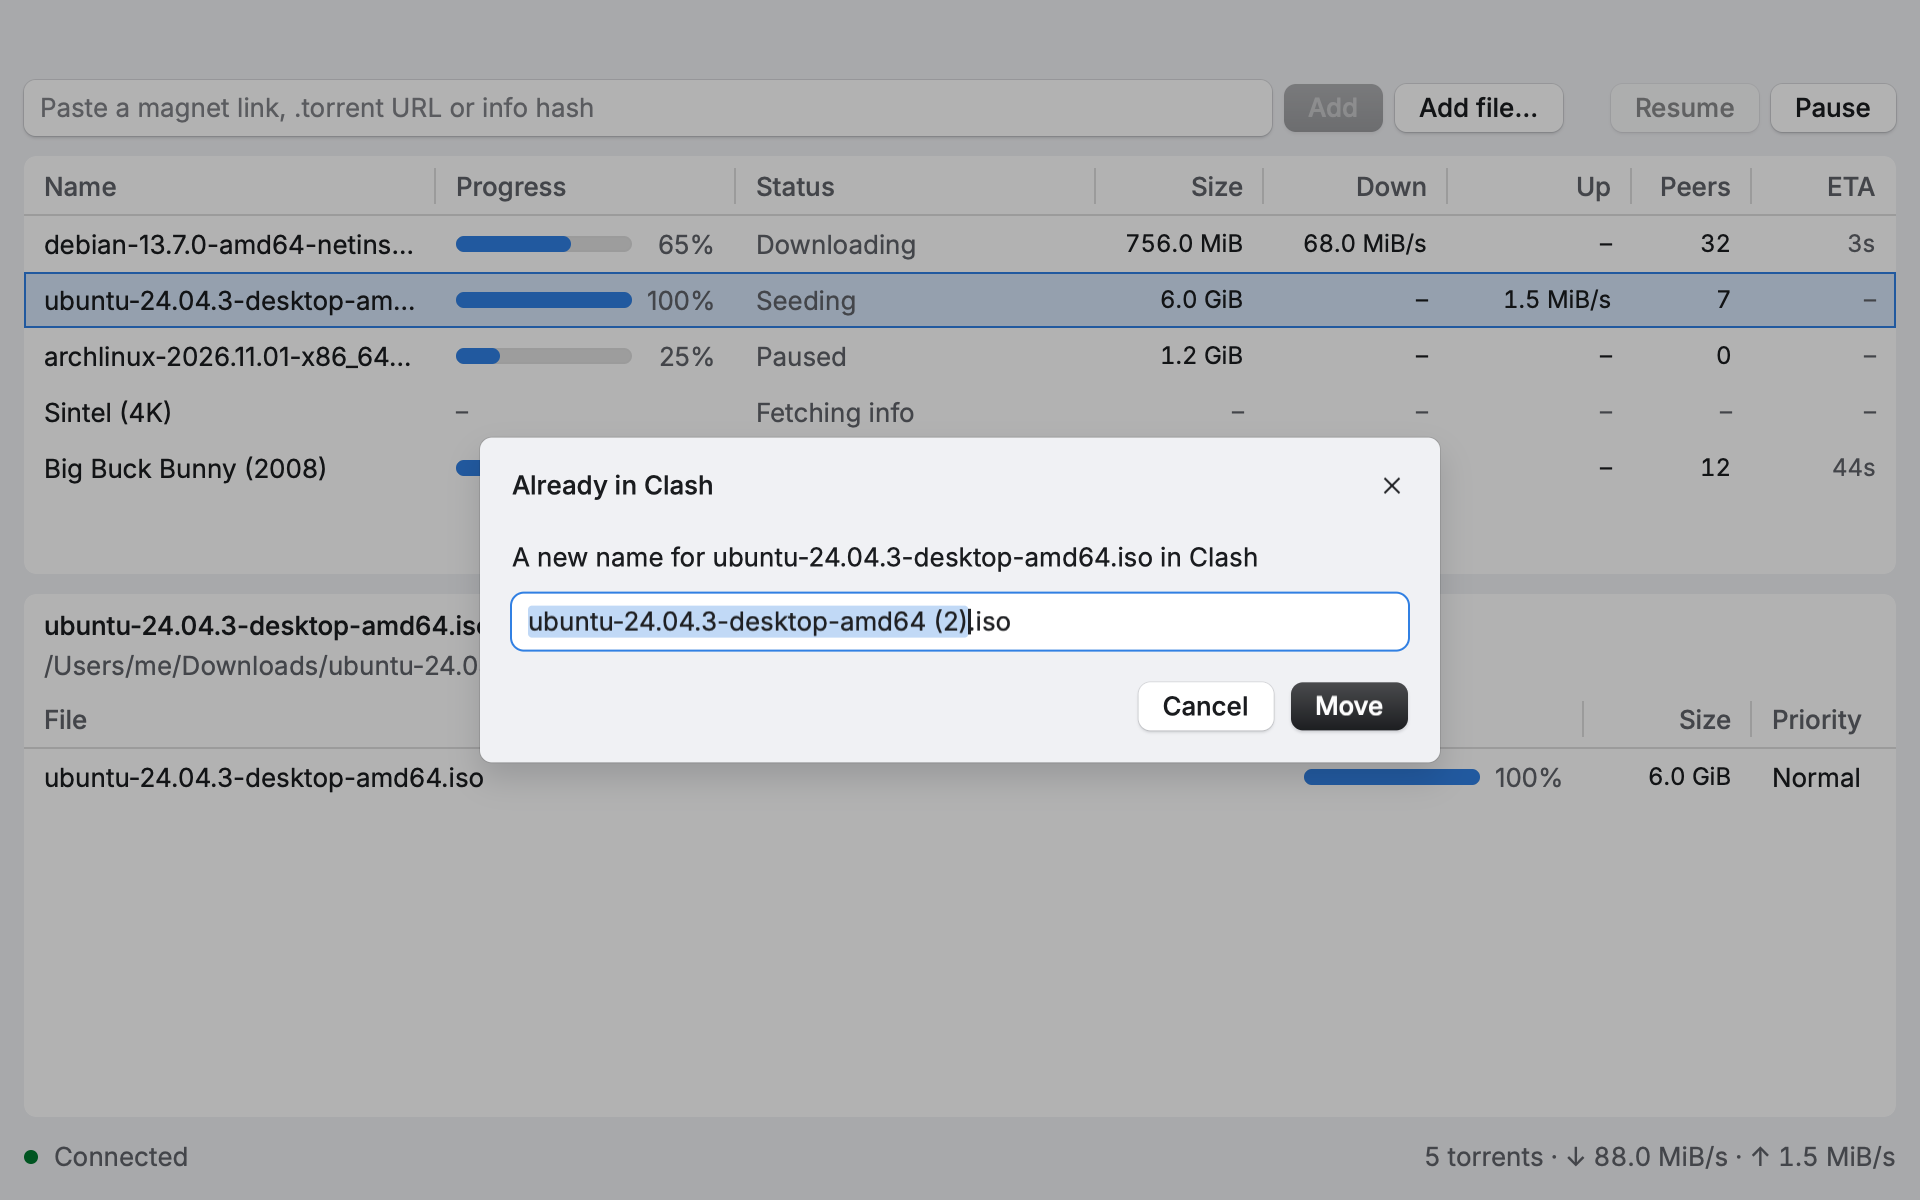 Paste a magnet link, .torrent URL or info hash Add Add file... Resume Pause
Name Progress Status Size Down Up Peers ETA
debian-13.7.0-amd64-netins... 65% Downloading 756.0 MiB 68.0 MiB/s – 32 3s
ubuntu-24.04.3-desktop-am... 100% Seeding 6.0 GiB – 1.5 MiB/s 7 –
archlinux-2026.11.01-x86_64... 25% Paused 1.2 GiB – – 0 –
Sintel (4K) – Fetching info – – – – –
Big Buck Bunny (2008) – 12 44s
Already in Clash
A new name for ubuntu-24.04.3-desktop-amd64.iso in Clash
ubuntu-24.04.3-desktop-amd64 (2).iso
Cancel Move
ubuntu-24.04.3-desktop-amd64.iso
/Users/me/Downloads/ubuntu-24.0
File Size Priority
ubuntu-24.04.3-desktop-amd64.iso 100% 6.0 GiB Normal
Connected 5 torrents · ↓ 88.0 MiB/s · ↑ 1.5 MiB/s